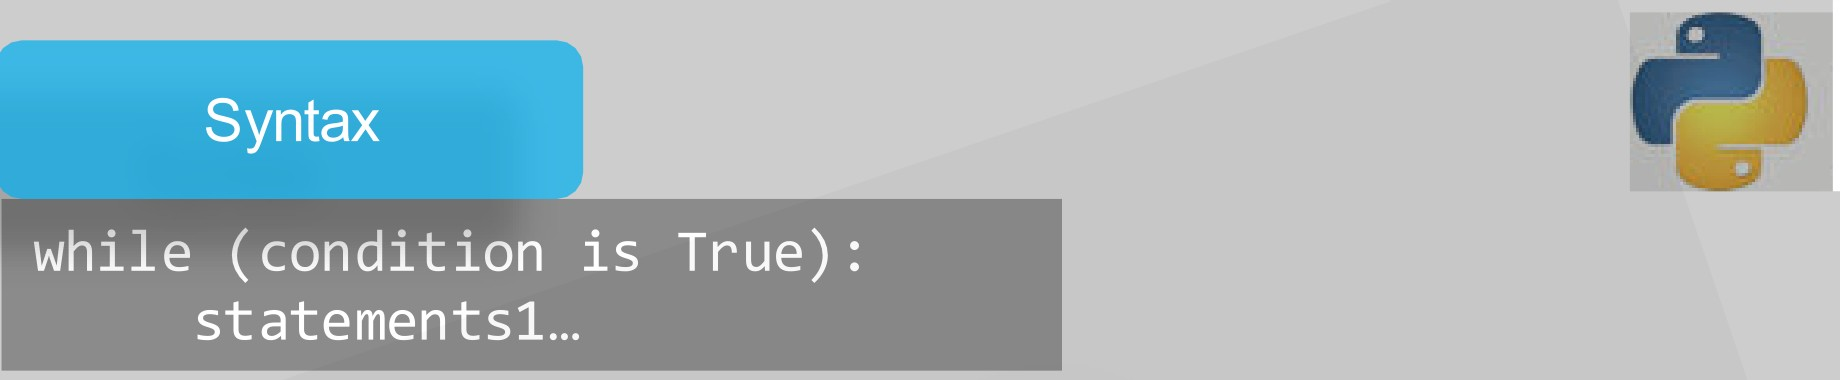 Syntax
while (condition is True):
statements1…